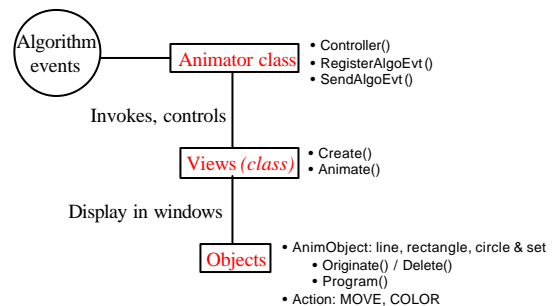 Algorithm
events
Animator class
• Controller()
• RegisterAlgoEvt()
• SendAlgoEvt()
Invokes, controls
Views (class)
• Create()
• Animate()
Display in windows
Objects
• AnimObject: line, rectangle, circle & set
• Originate() / Delete()
• Program()
• Action: MOVE, COLOR